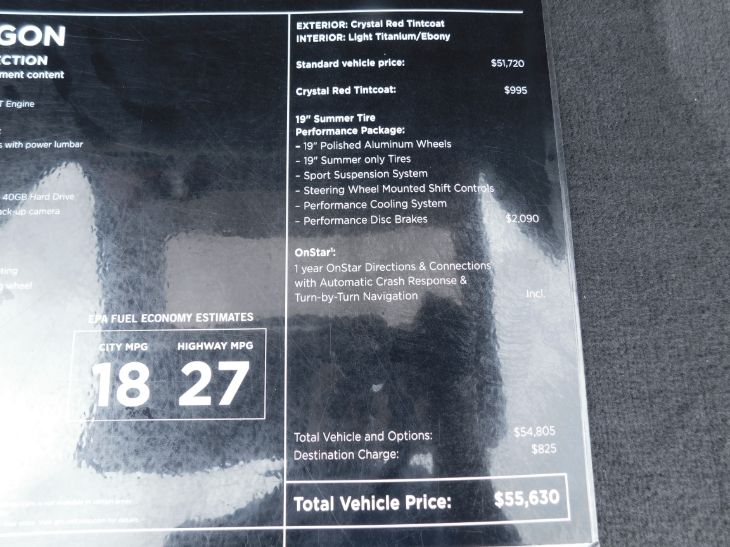 GON
CTION
ment content
T Engine
s with power lumbar
40GB Hard Drive
ck-up camera
ting
g wheel
EPA FUEL ECONOMY ESTIMATES
CITY MPG HIGHWAY MPG
18 27
EXTERIOR: Crystal Red Tintcoat
INTERIOR: Light Titanium/Ebony
Standard vehicle price: $51,720
Crystal Red Tintcoat: $995
19" Summer Tire
Performance Package:
- 19" Polished Aluminum Wheels
- 19" Summer only Tires
- Sport Suspension System
- Steering Wheel Mounted Shift Controls
- Performance Cooling System
- Performance Disc Brakes $2,090
OnStar¹:
1 year OnStar Directions & Connections
with Automatic Crash Response &
Turn-by-Turn Navigation Incl.
Total Vehicle and Options: $54,805
Destination Charge: $825
Total Vehicle Price: $55,630